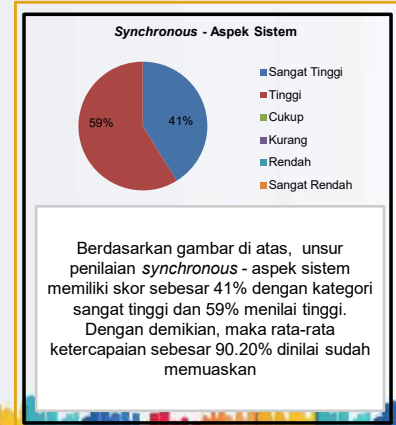 Synchronous - Aspek Sistem
59%
41%
Sangat Tinggi
Tinggi
Cukup
Kurang
Rendah
Sangat Rendah
Berdasarkan gambar di atas, unsur
penilaian synchronous - aspek sistem
memiliki skor sebesar 41% dengan kategori
sangat tinggi dan 59% menilai tinggi.
Dengan demikian, maka rata-rata
ketercapaian sebesar 90.20% dinilai sudah
memuaskan